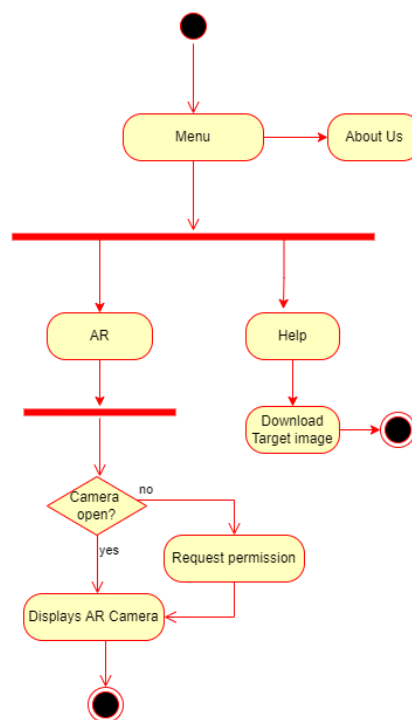 Menu
About Us
AR
Help
Download
Target image
Camera
open?
no
yes
Request permission
Displays AR Camera